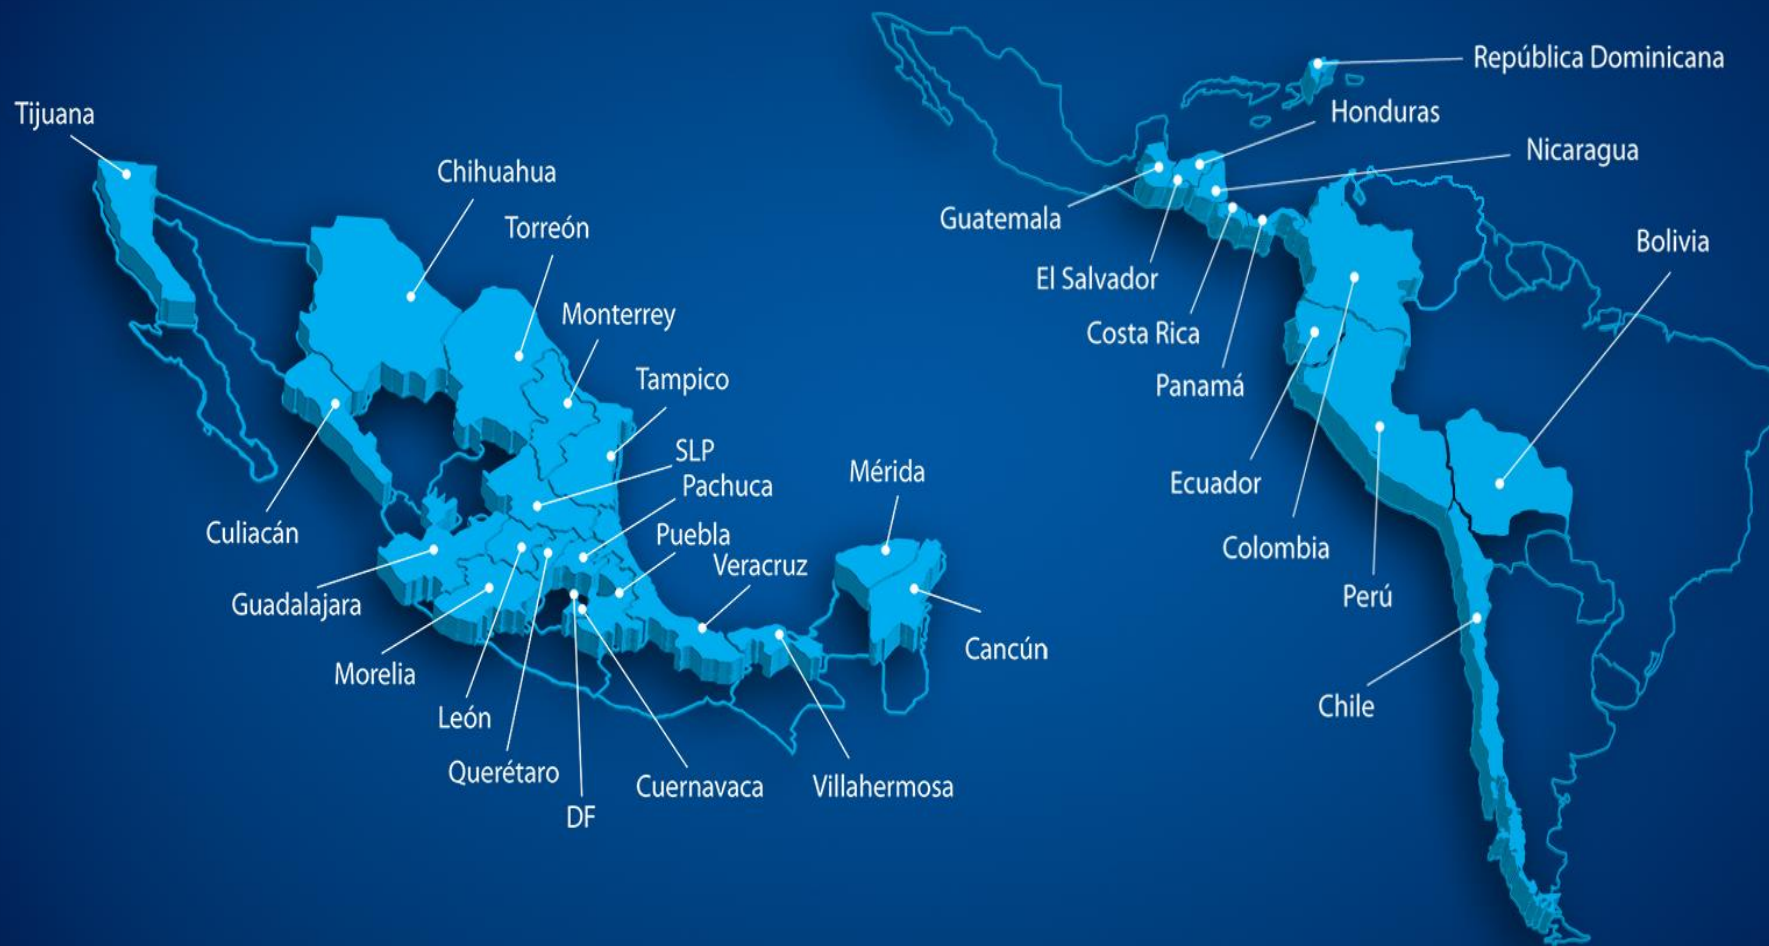 Tijuana
Chihuahua
Torreón
Monterrey
Tampico
SLP
Pachuca
Puebla
Veracruz
Mérida
Culiacán
Guadalajara
Morelia
León
Querétaro
DF
Cuernavaca
Villahermosa
Cancún
República Dominicana
Honduras
Nicaragua
Guatemala
El Salvador
Costa Rica
Panamá
Bolivia
Ecuador
Colombia
Perú
Chile